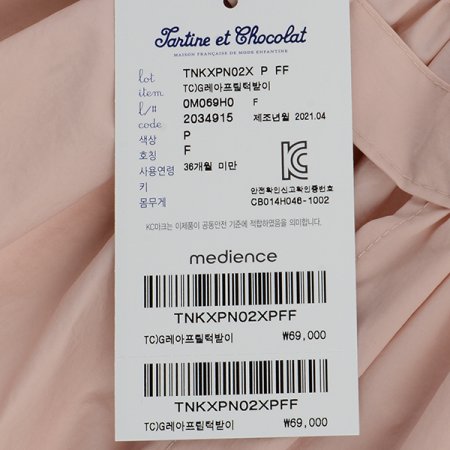 Tartine et Chocolat
MAISON FRANÇAISE DE MODE ENFANTINE
lot TNKXPN02X P FF
item TC)G레아프릴턱받이
l/# 0M069H0 F
code 2034915 제조년월 2021.04
색상 P
호칭 F
사용연령 36개월 미만
키
몸무게
안전확인신고확인증번호
CB014H046-1002
KC마크는 이제품이 공동안전 기준에 적합하였음을 의미합니다.
medience
TNKXPN02XPFF
TC)G레아프릴턱받이 ₩69,000
TNKXPN02XPFF
TC)G레아프릴턱받이 ₩69,000